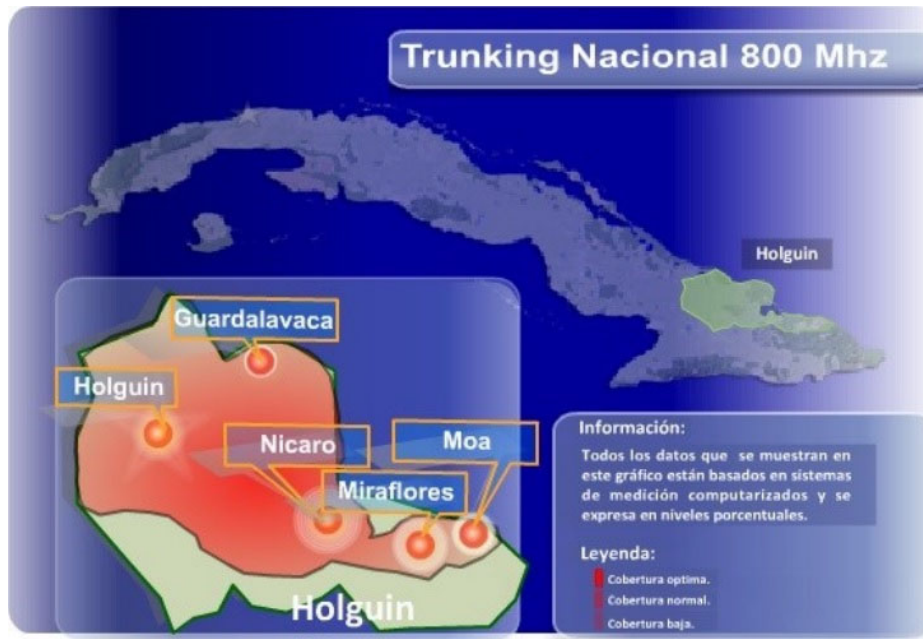 Trunking Nacional 800 Mhz
Holguin
Guardalavaca
Holguin
Nicaro
Moa
Miraflores
Holguin
Información:
Todos los datos que se muestran en
este gráfico están basados en sistemas
de medición computarizados y se
expresa en niveles porcentuales.
Leyenda:
Cobertura optima.
Cobertura normal.
Cobertura baja.